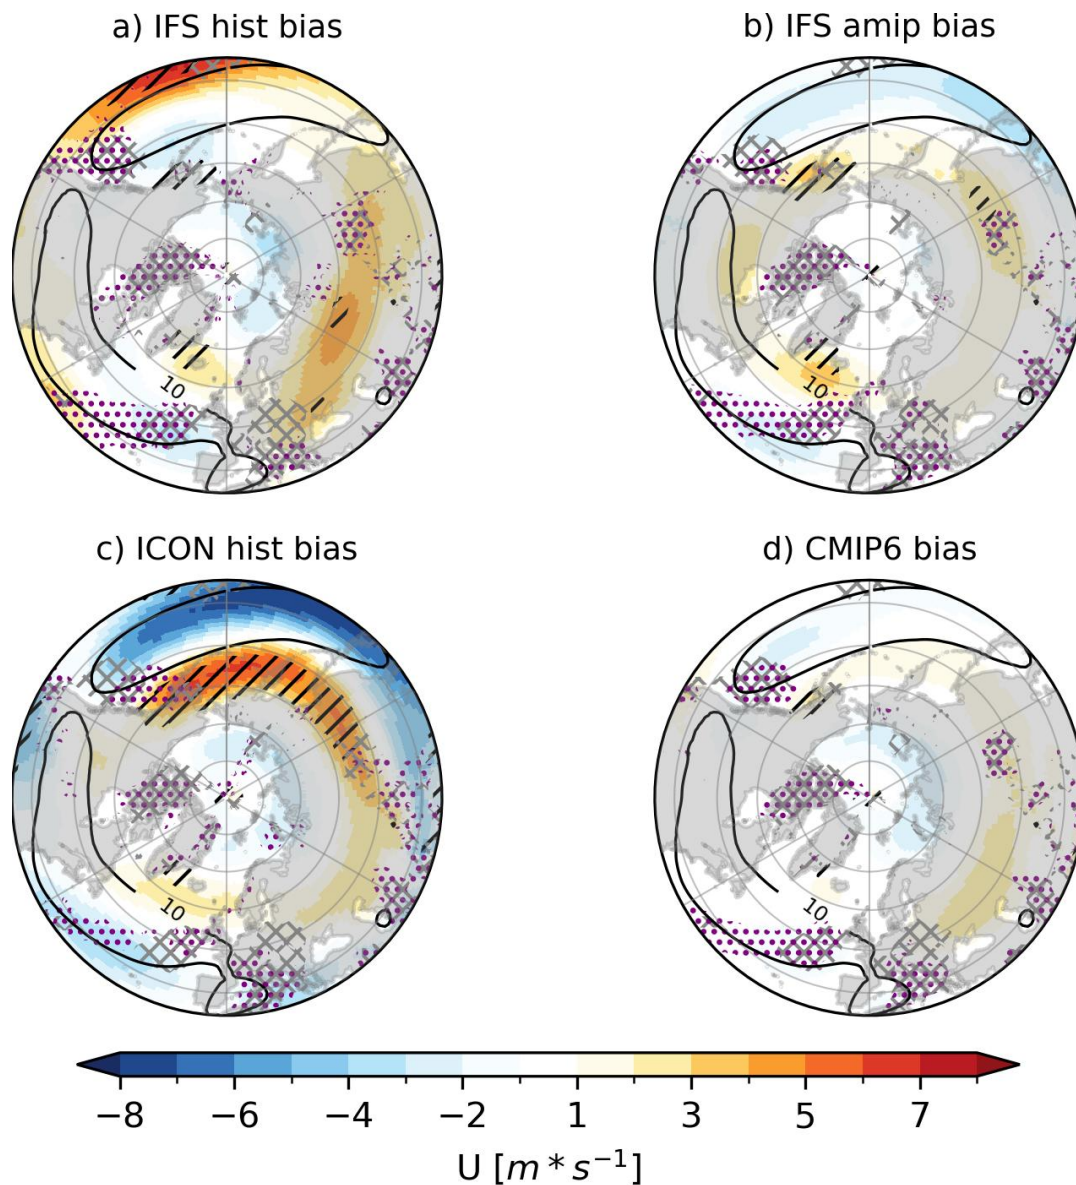 a) IFS hist bias
b) IFS amip bias
10
10
c) ICON hist bias
d) CMIP6 bias
10
10
−8 −6 −4 −2 1 3 5 7
U [m * s⁻¹]